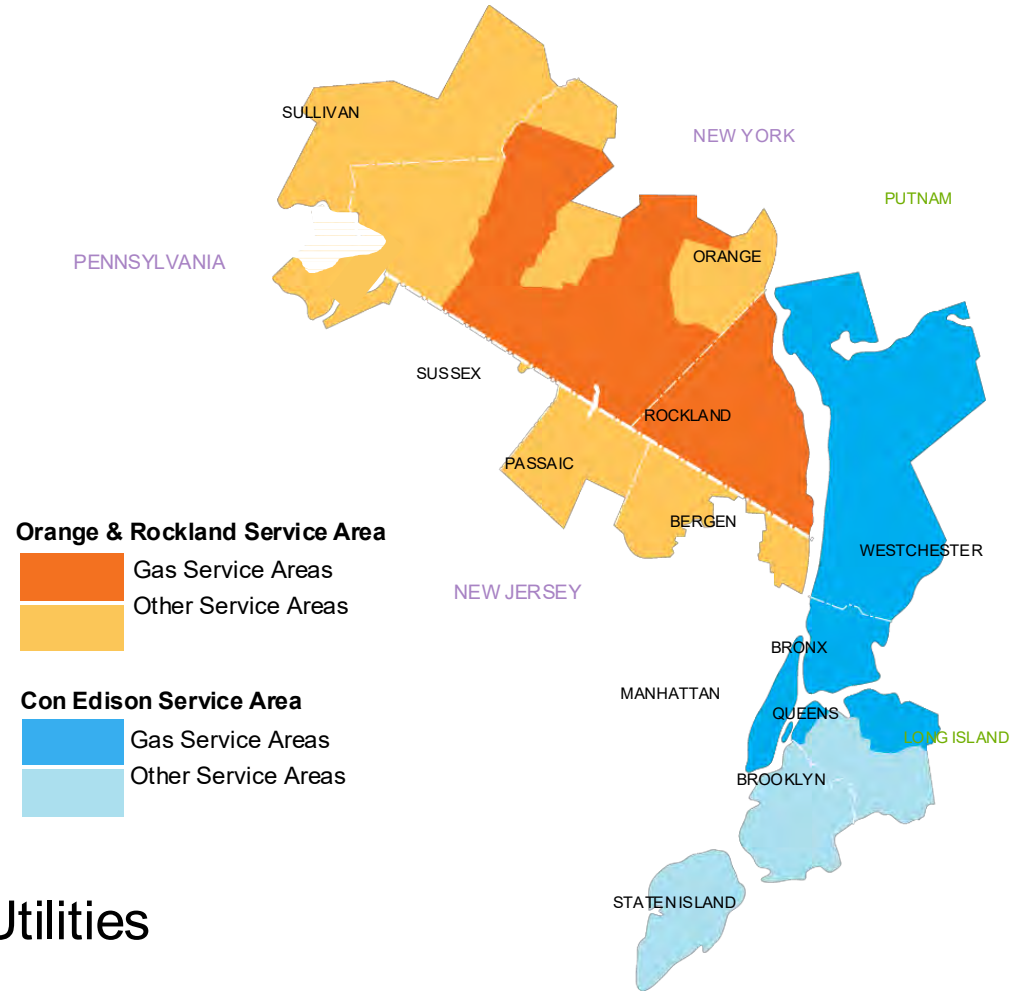 SULLIVAN
NEW YORK
PUTNAM
ORANGE
PENNSYLVANIA
SUSSEX
ROCKLAND
PASSAIC
BERGEN
WESTCHESTER
NEW JERSEY
Orange & Rockland Service Area
Gas Service Areas
Other Service Areas
BRONX
MANHATTAN
QUEENS
LONG ISLAND
BROOKLYN
STATEN ISLAND
Con Edison Service Area
Gas Service Areas
Other Service Areas
Utilities